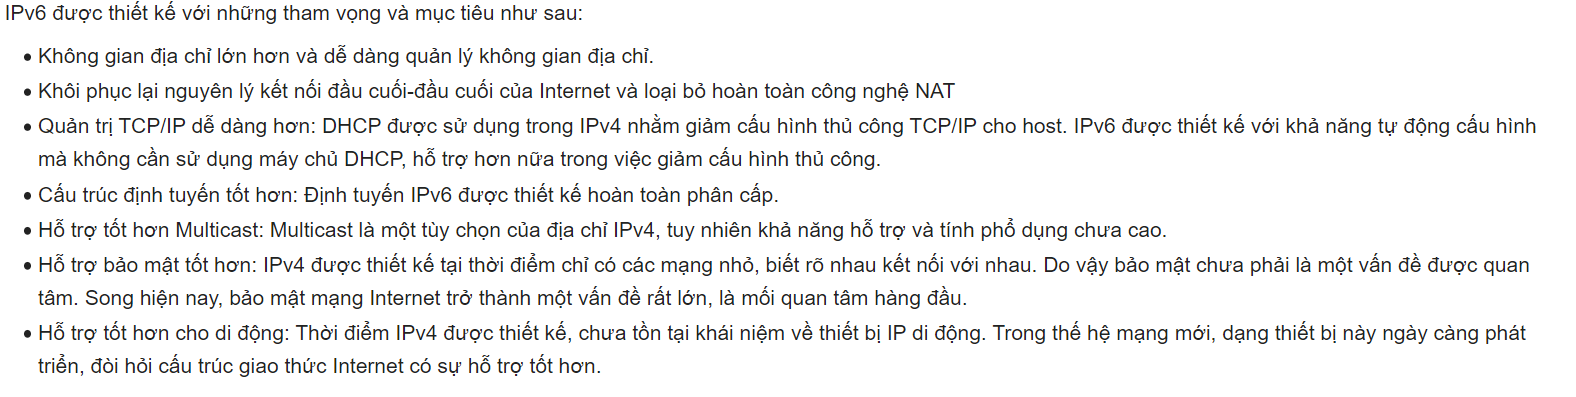 IPv6 được thiết kế với những tham vọng và mục tiêu như sau:
• Không gian địa chỉ lớn hơn và dễ dàng quản lý không gian địa chỉ.
• Khôi phục lại nguyên lý kết nối đầu cuối-đầu cuối của Internet và loại bỏ hoàn toàn công nghệ NAT
• Quản trị TCP/IP dễ dàng hơn: DHCP được sử dụng trong IPv4 nhằm giảm cấu hình thủ công TCP/IP cho host. IPv6 được thiết kế với khả năng tự động cấu hình
mà không cần sử dụng máy chủ DHCP, hỗ trợ hơn nữa trong việc giảm cấu hình thủ công.
• Cấu trúc định tuyến tốt hơn: Định tuyến IPv6 được thiết kế hoàn toàn phân cấp.
• Hỗ trợ tốt hơn Multicast: Multicast là một tùy chọn của địa chỉ IPv4, tuy nhiên khả năng hỗ trợ và tính phổ dụng chưa cao.
• Hỗ trợ bảo mật tốt hơn: IPv4 được thiết kế tại thời điểm chỉ có các mạng nhỏ, biết rõ nhau kết nối với nhau. Do vậy bảo mật chưa phải là một vấn đề được quan
tâm. Song hiện nay, bảo mật mạng Internet trở thành một vấn đề rất lớn, là mối quan tâm hàng đầu.
• Hỗ trợ tốt hơn cho di động: Thời điểm IPv4 được thiết kế, chưa tồn tại khái niệm về thiết bị IP di động. Trong thế hệ mạng mới, dạng thiết bị này ngày càng phát
triển, đòi hỏi cấu trúc giao thức Internet có sự hỗ trợ tốt hơn.